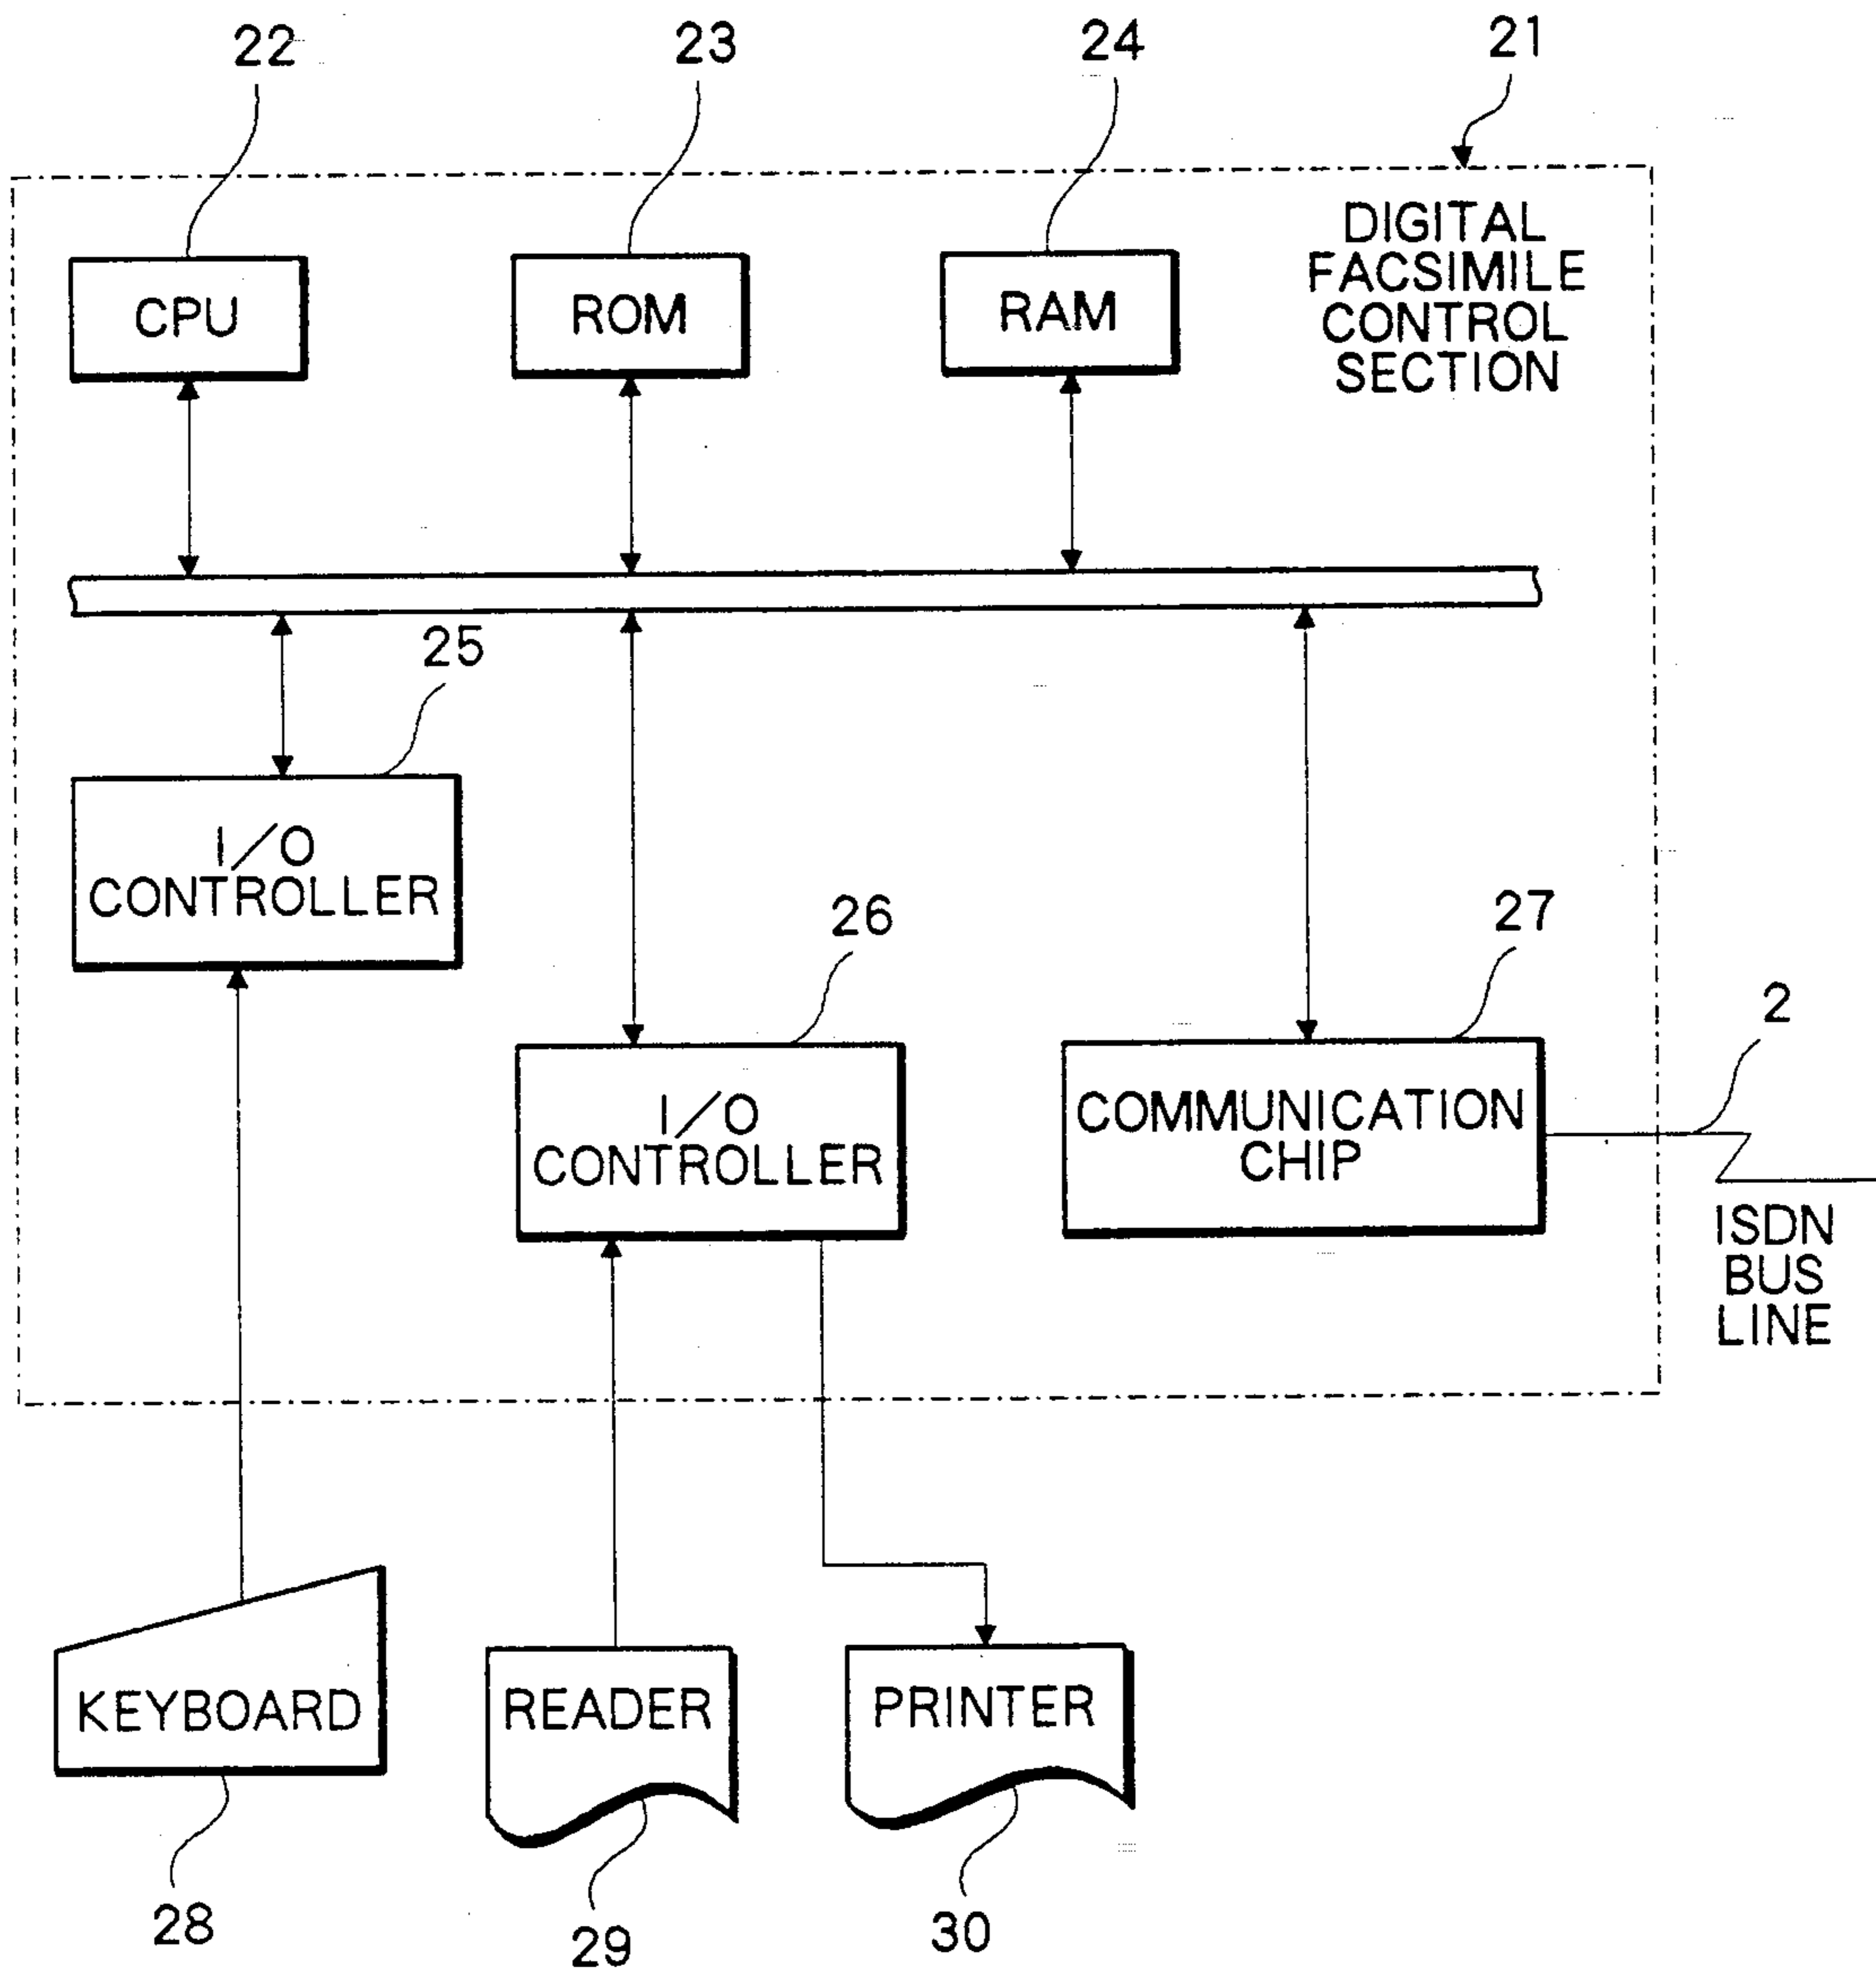 22
23
24
21
DIGITAL
FACSIMILE
CONTROL
SECTION
CPU
ROM
RAM
25
I/O
CONTROLLER
26
27
2
I/O
CONTROLLER
COMMUNICATION
CHIP
ISDN
BUS
LINE
KEYBOARD
READER
PRINTER
28
29
30